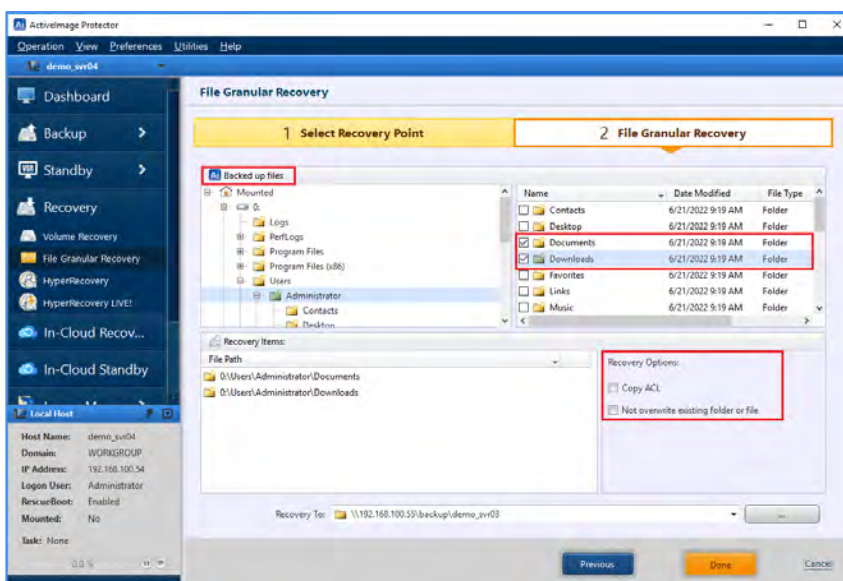 ActiveImage Protector
Operation View Preferences Utilities Help
demo_svr04
Dashboard
Backup
Standby
Recovery
Volume Recovery
File Granular Recovery
HyperRecovery
HyperRecovery LIVE!
In-Cloud Recov...
In-Cloud Standby
Local Host
Host Name: demo_svr04
Domain: WORKGROUP
IP Address: 192.168.100.54
Logon User: Administrator
RescueBoot: Enabled
Mounted: No
Task: None
0.0 %
File Granular Recovery
1 Select Recovery Point
2 File Granular Recovery
Backed up files
Mounted
0:
Logs
PerfLogs
Program Files
Program Files (x86)
Users
Administrator
Contacts
Desktop
Name Date Modified File Type
Contacts 6/21/2022 9:19 AM Folder
Desktop 6/21/2022 9:19 AM Folder
Documents 6/21/2022 9:19 AM Folder
Downloads 6/21/2022 9:19 AM Folder
Favorites 6/21/2022 9:19 AM Folder
Links 6/21/2022 9:19 AM Folder
Music 6/21/2022 9:19 AM Folder
Recovery Items:
File Path
0:\Users\Administrator\Documents
0:\Users\Administrator\Downloads
Recovery Options:
Copy ACL
Not overwrite existing folder or file
Recovery To: \\192.168.100.55\backup\demo_svr03
...
Previous
Done
Cancel